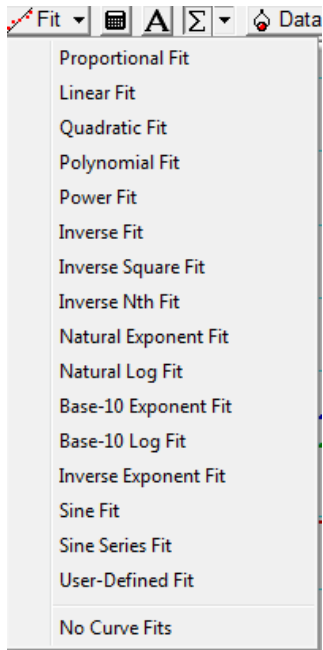 Fit A Σ Data
Proportional Fit
Linear Fit
Quadratic Fit
Polynomial Fit
Power Fit
Inverse Fit
Inverse Square Fit
Inverse Nth Fit
Natural Exponent Fit
Natural Log Fit
Base-10 Exponent Fit
Base-10 Log Fit
Inverse Exponent Fit
Sine Fit
Sine Series Fit
User-Defined Fit
No Curve Fits